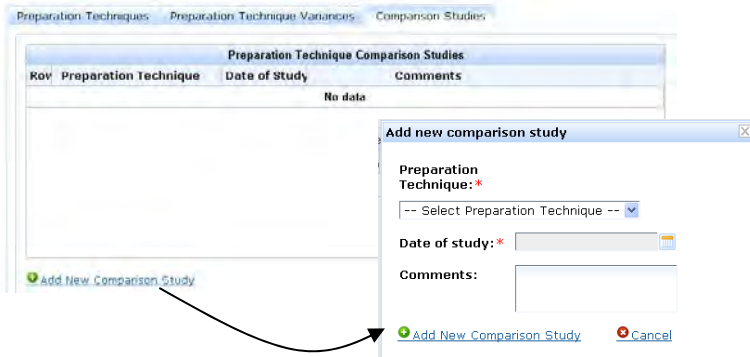 Preparation Techniques Preparation Technique Variances Comparison Studies
Preparation Technique Comparison Studies
Row Preparation Technique Date of Study Comments
No data
Add New Comparison Study
Add new comparison study
Preparation
Technique:*
-- Select Preparation Technique --
Date of study:*
Comments:
Add New Comparison Study Cancel